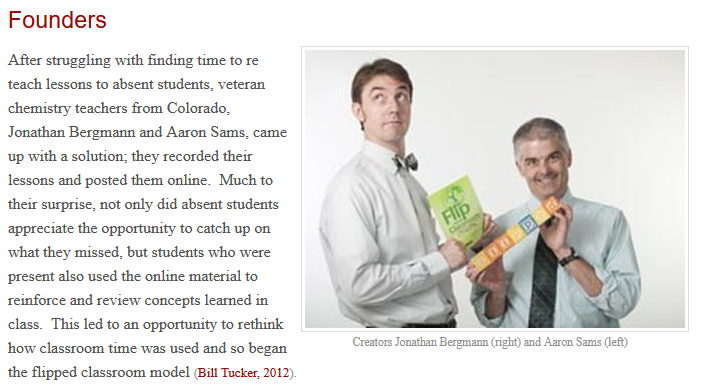 Founders
After struggling with finding time to re
teach lessons to absent students, veteran
chemistry teachers from Colorado,
Jonathan Bergmann and Aaron Sams, came
up with a solution; they recorded their
lessons and posted them online.  Much to
their surprise, not only did absent students
appreciate the opportunity to catch up on
what they missed, but students who were
present also used the online material to
reinforce and review concepts learned in
class.  This led to an opportunity to rethink
how classroom time was used and so began
the flipped classroom model (Bill Tucker, 2012).
Flip
Creators Jonathan Bergmann (right) and Aaron Sams (left)